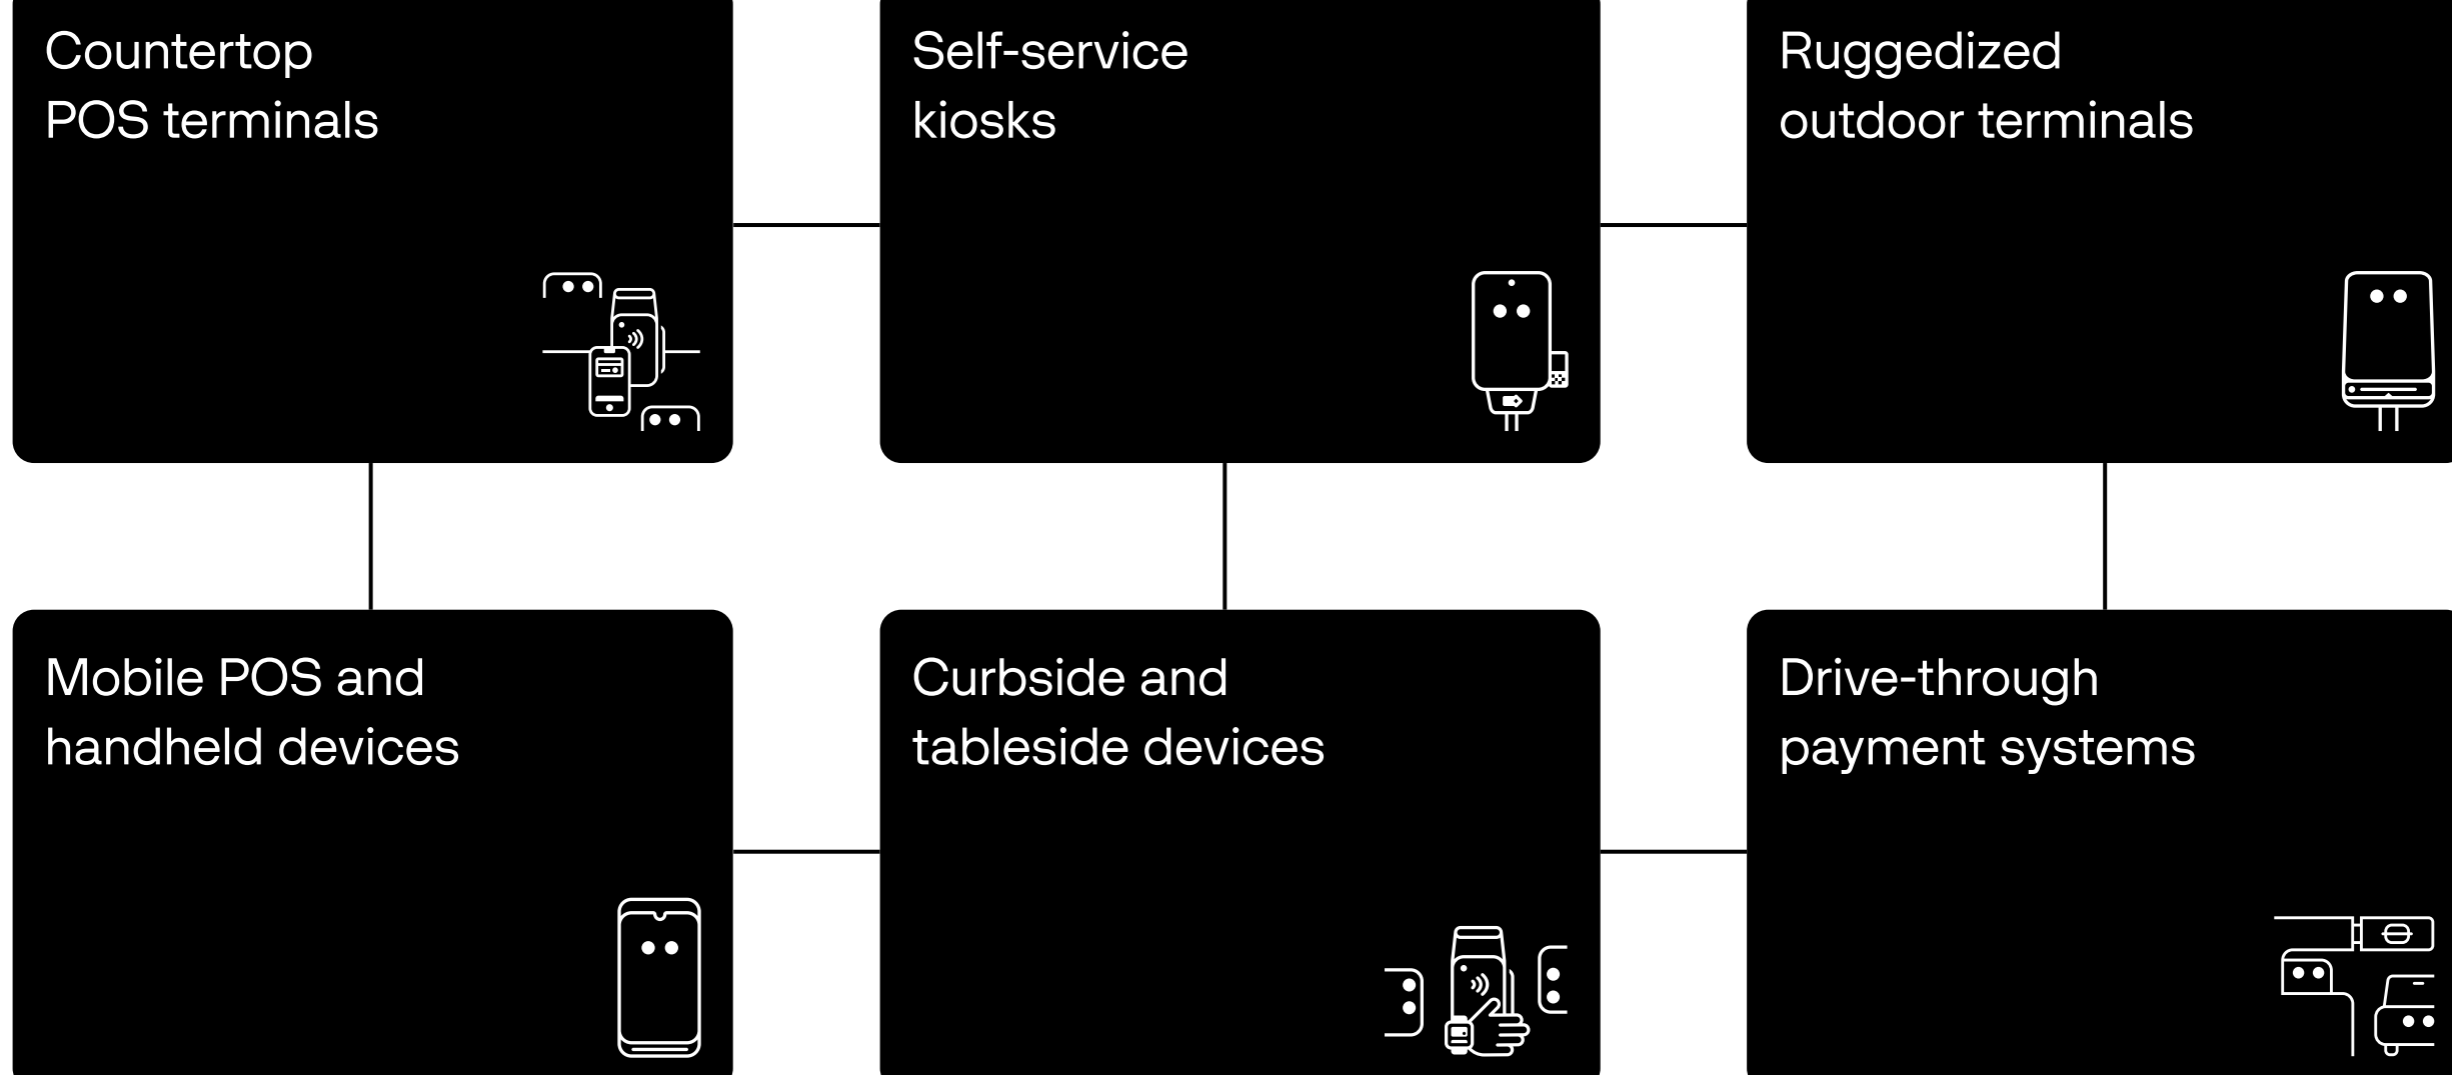 Countertop
POS terminals
Self-service
kiosks
Ruggedized
outdoor terminals
Mobile POS and
handheld devices
Curbside and
tableside devices
Drive-through
payment systems